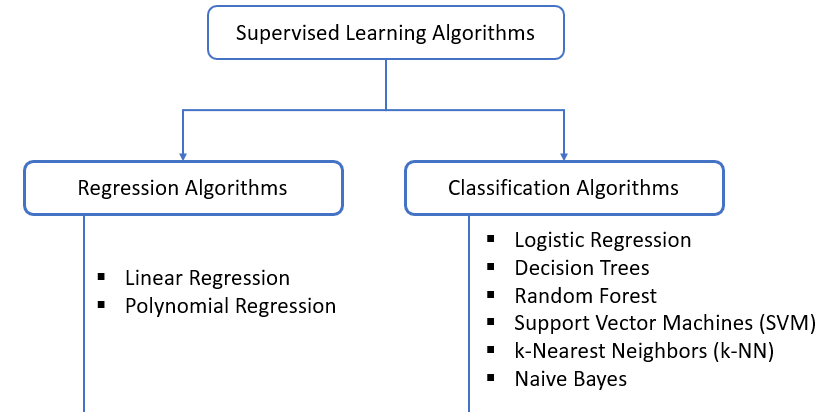 Supervised Learning Algorithms
Regression Algorithms
▪ Linear Regression
▪ Polynomial Regression
Classification Algorithms
▪ Logistic Regression
▪ Decision Trees
▪ Random Forest
▪ Support Vector Machines (SVM)
▪ k-Nearest Neighbors (k-NN)
▪ Naive Bayes